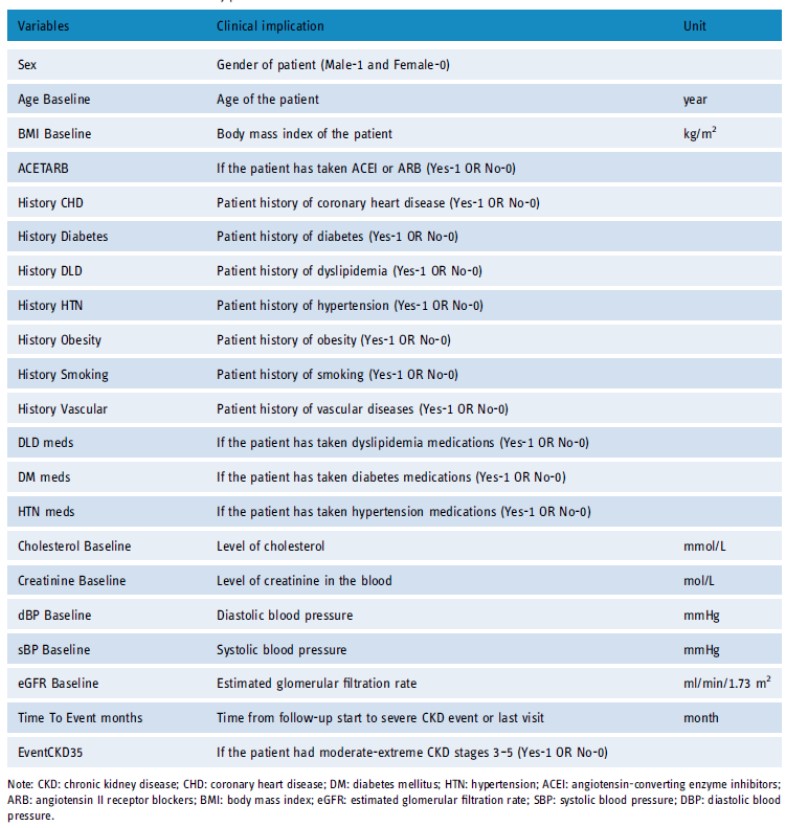 Variables Clinical implication Unit
Sex Gender of patient (Male-1 and Female-0)
Age Baseline Age of the patient year
BMI Baseline Body mass index of the patient kg/m²
ACETARB If the patient has taken ACEI or ARB (Yes-1 OR No-0)
History CHD Patient history of coronary heart disease (Yes-1 OR No-0)
History Diabetes Patient history of diabetes (Yes-1 OR No-0)
History DLD Patient history of dyslipidemia (Yes-1 OR No-0)
History HTN Patient history of hypertension (Yes-1 OR No-0)
History Obesity Patient history of obesity (Yes-1 OR No-0)
History Smoking Patient history of smoking (Yes-1 OR No-0)
History Vascular Patient history of vascular diseases (Yes-1 OR No-0)
DLD meds If the patient has taken dyslipidemia medications (Yes-1 OR No-0)
DM meds If the patient has taken diabetes medications (Yes-1 OR No-0)
HTN meds If the patient has taken hypertension medications (Yes-1 OR No-0)
Cholesterol Baseline Level of cholesterol mmol/L
Creatinine Baseline Level of creatinine in the blood mol/L
dBP Baseline Diastolic blood pressure mmHg
sBP Baseline Systolic blood pressure mmHg
eGFR Baseline Estimated glomerular filtration rate ml/min/1.73 m²
Time To Event months Time from follow-up start to severe CKD event or last visit month
EventCKD35 If the patient had moderate-extreme CKD stages 3–5 (Yes-1 OR No-0)
Note: CKD: chronic kidney disease; CHD: coronary heart disease; DM: diabetes mellitus; HTN: hypertension; ACEI: angiotensin-converting enzyme inhibitors;
ARB: angiotensin II receptor blockers; BMI: body mass index; eGFR: estimated glomerular filtration rate; SBP: systolic blood pressure; DBP: diastolic blood
pressure.